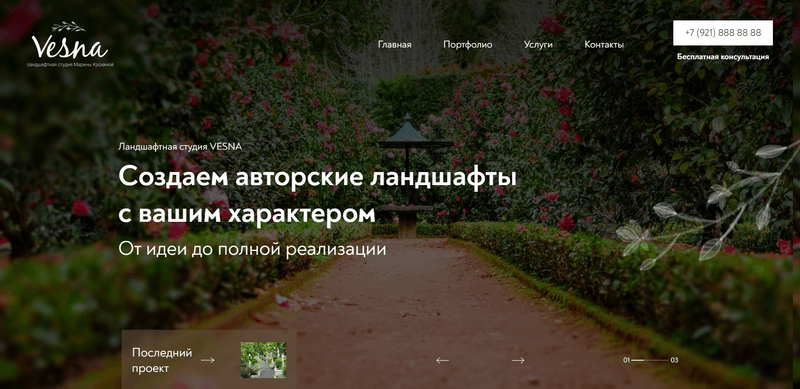 Vesna
ландшафтная студия Марины Кроминой
Главная
Портфолио
Услуги
Контакты
+7 (921) 888 88 88
Бесплатная консультация
Ландшафтная студия VESNA
Создаем авторские ландшафты
с вашим характером
От идеи до полной реализации
Последний
проект
01
03